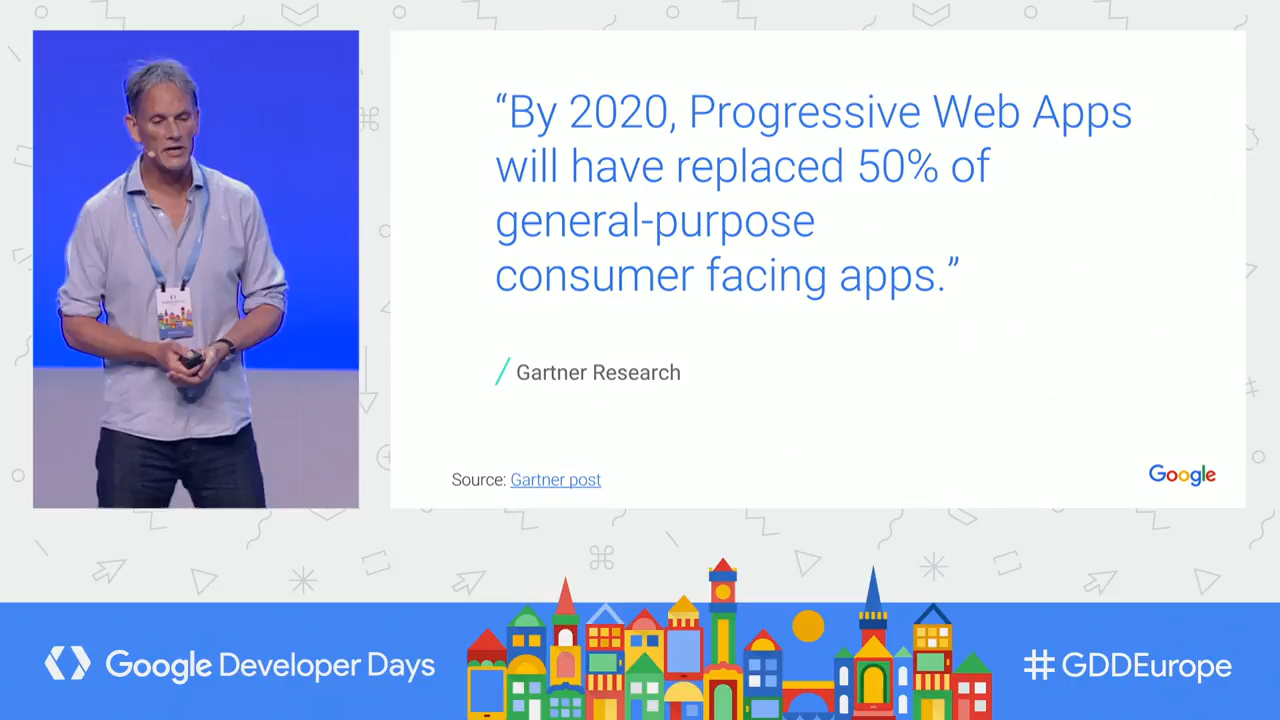 “By 2020, Progressive Web Apps
will have replaced 50% of
general-purpose
consumer facing apps.”
Gartner Research
Source: Gartner post
Google
Google Developer Days
#GDDEurope